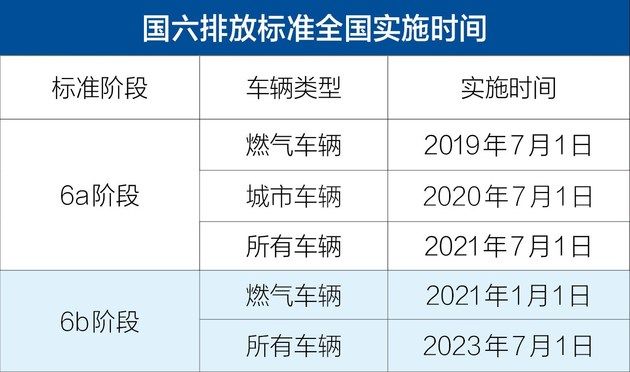 国六排放标准全国实施时间
标准阶段 车辆类型 实施时间
6a阶段
燃气车辆 2019年7月1日
城市车辆 2020年7月1日
所有车辆 2021年7月1日
6b阶段
燃气车辆 2021年1月1日
所有车辆 2023年7月1日